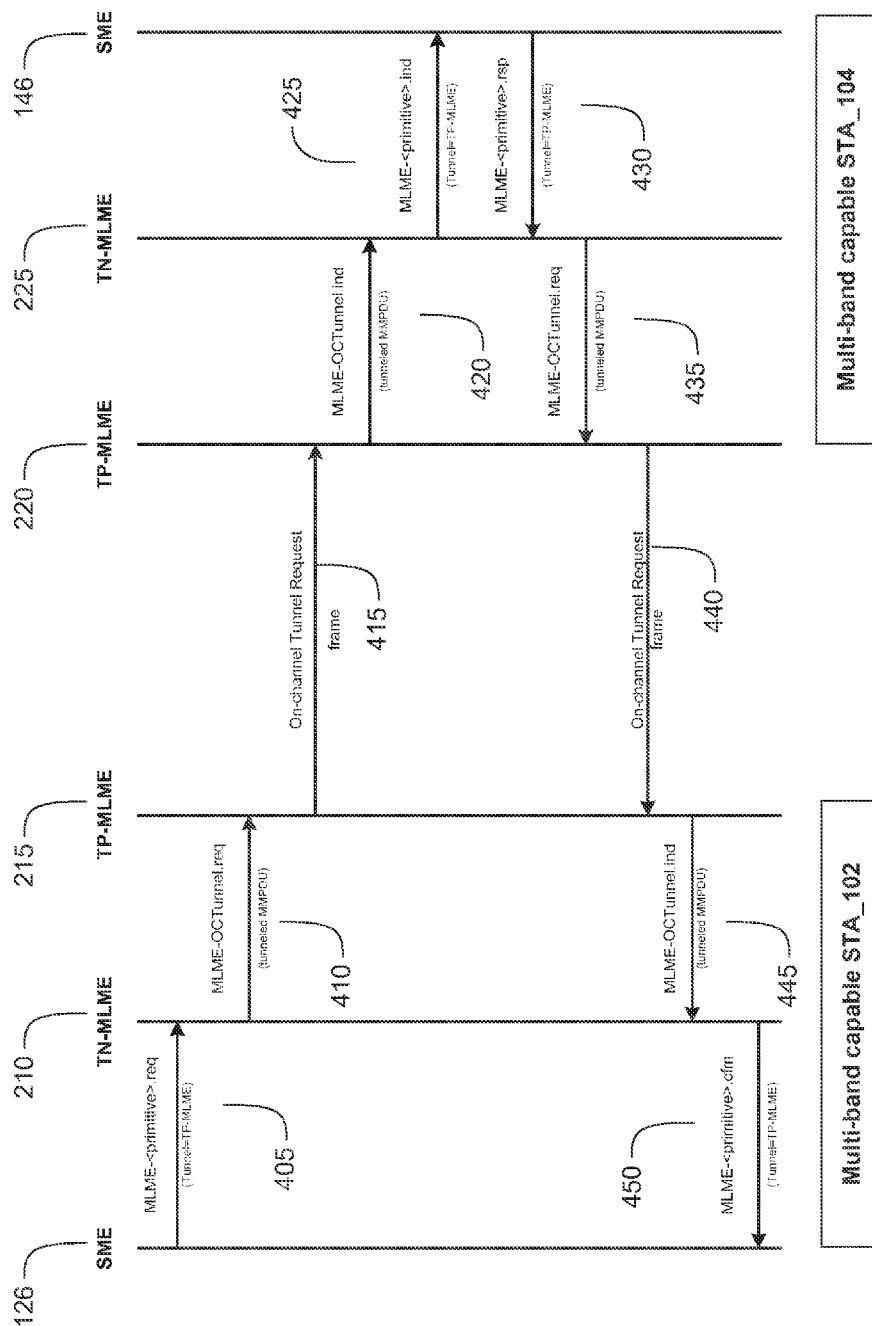 126
SME
210
TN-MLME
215
TP-MLME
220
TP-MLME
225
TN-MLME
146
SME
MLME-<primitive>.req
(Tunnel=TP-MLME)
405
MLME-OCTunnel.req
(tunneled MMPDU)
410
On-channel Tunnel Request
frame
415
MLME-OCTunnel.ind
(tunneled MMPDU)
420
MLME-<primitive>.ind
(Tunnel=TP-MLME)
425
MLME-<primitive>.rsp
(Tunnel=TP-MLME)
430
MLME-OCTunnel.req
(tunneled MMPDU)
435
On-channel Tunnel Request
frame
440
MLME-OCTunnel.ind
(tunneled MMPDU)
445
MLME-<primitive>.cfm
(Tunnel=TP-MLME)
450
Multi-band capable STA_102
Multi-band capable STA_104